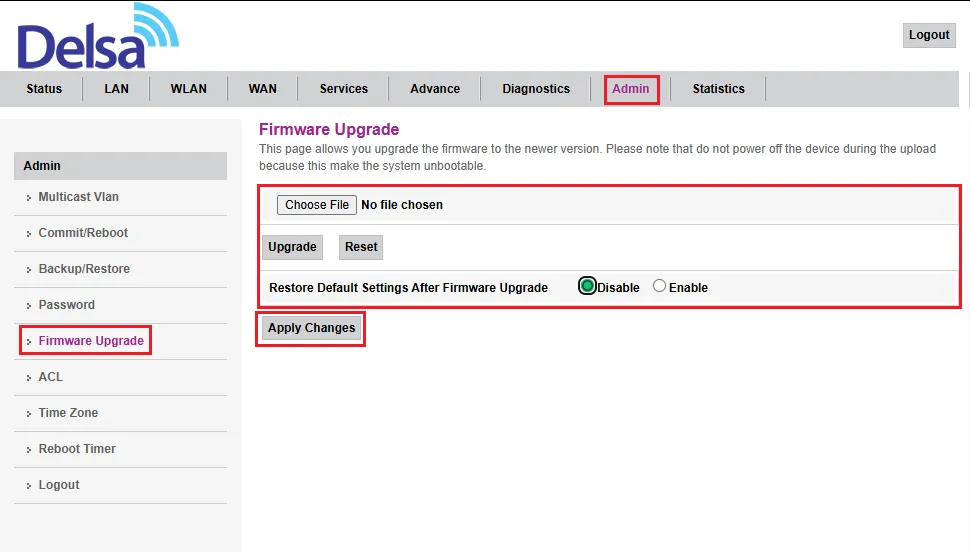 Delsa
Logout
Status LAN WLAN WAN Services Advance Diagnostics Admin Statistics
Admin
Multicast Vlan
Commit/Reboot
Backup/Restore
Password
Firmware Upgrade
ACL
Time Zone
Reboot Timer
Logout
Firmware Upgrade
This page allows you upgrade the firmware to the newer version. Please note that do not power off the device during the upload
because this make the system unbootable.
Choose File No file chosen
Upgrade Reset
Restore Default Settings After Firmware Upgrade Disable Enable
Apply Changes